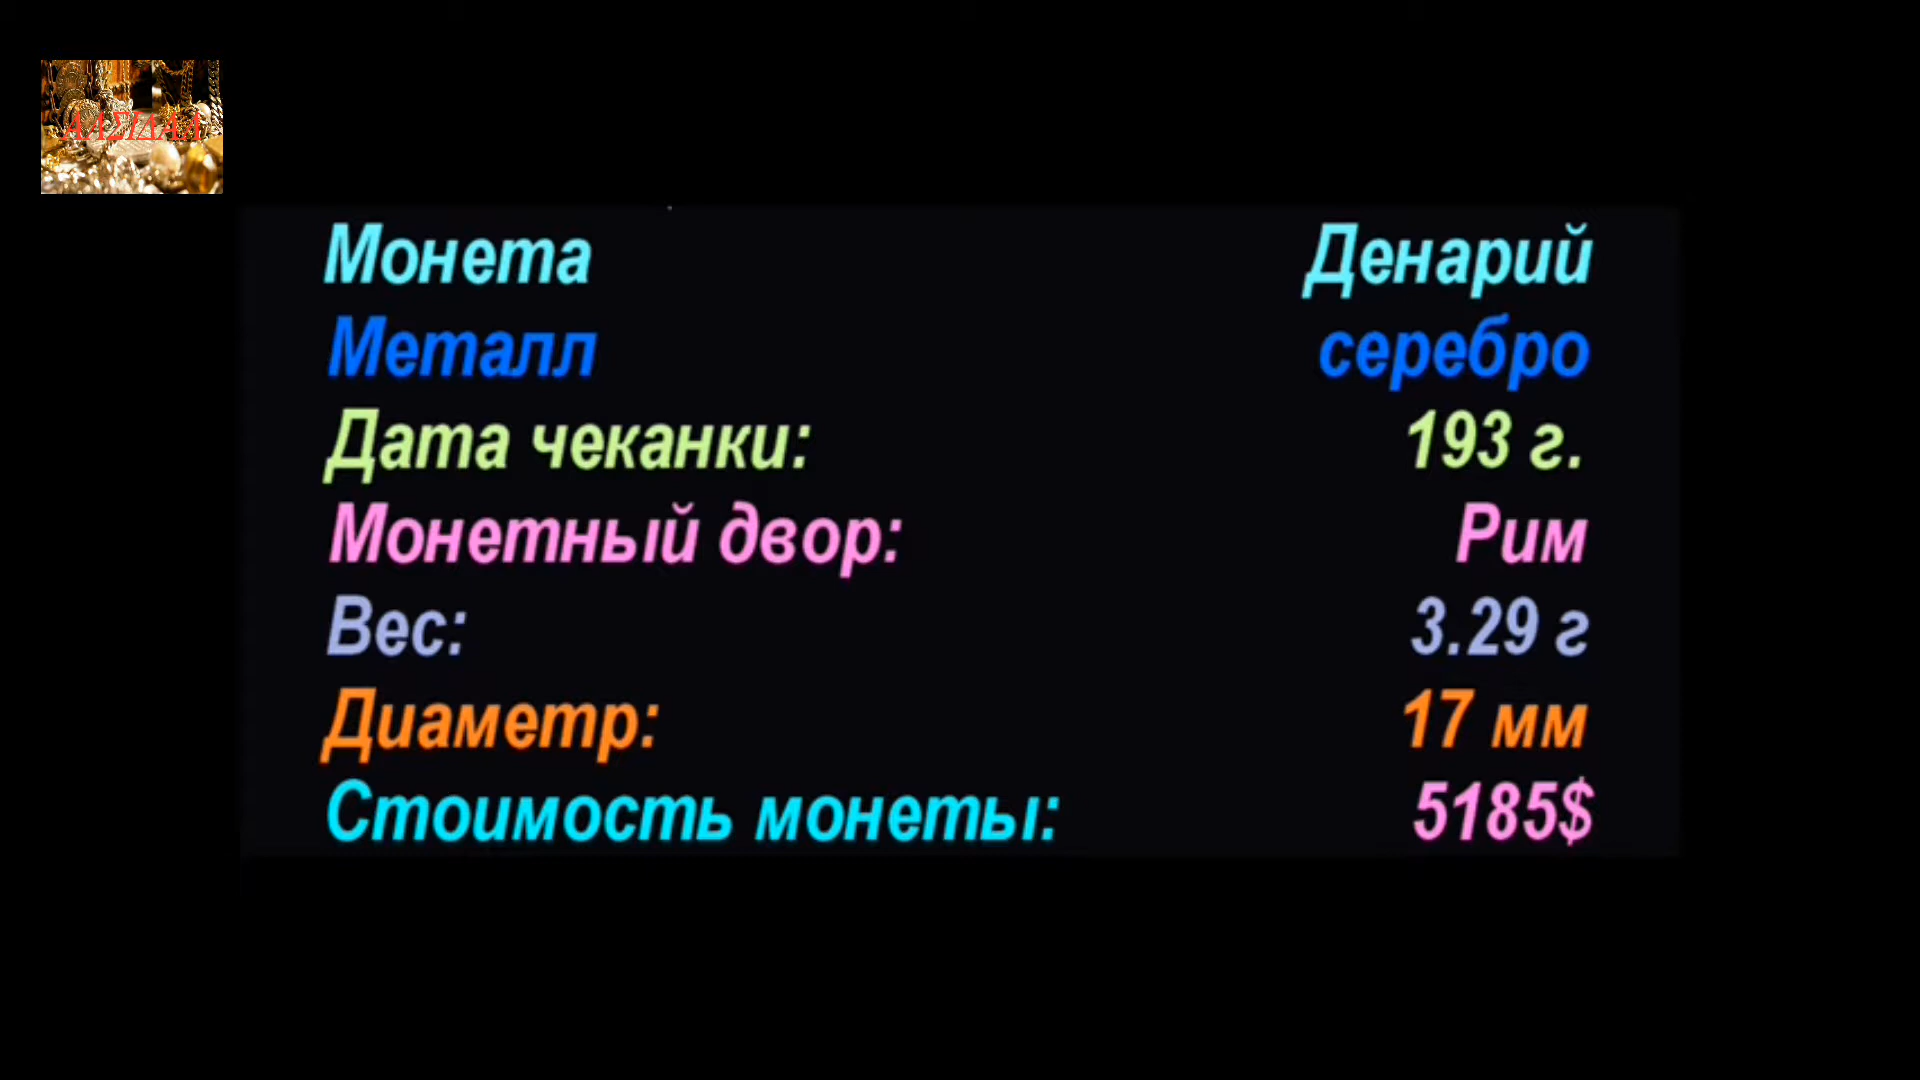 ΑΛΣΙΔΑΑ
Монета Денарий
Металл серебро
Дата чеканки: 193 г.
Монетный двор: Рим
Вес: 3.29 г
Диаметр: 17 мм
Стоимость монеты: 5185$